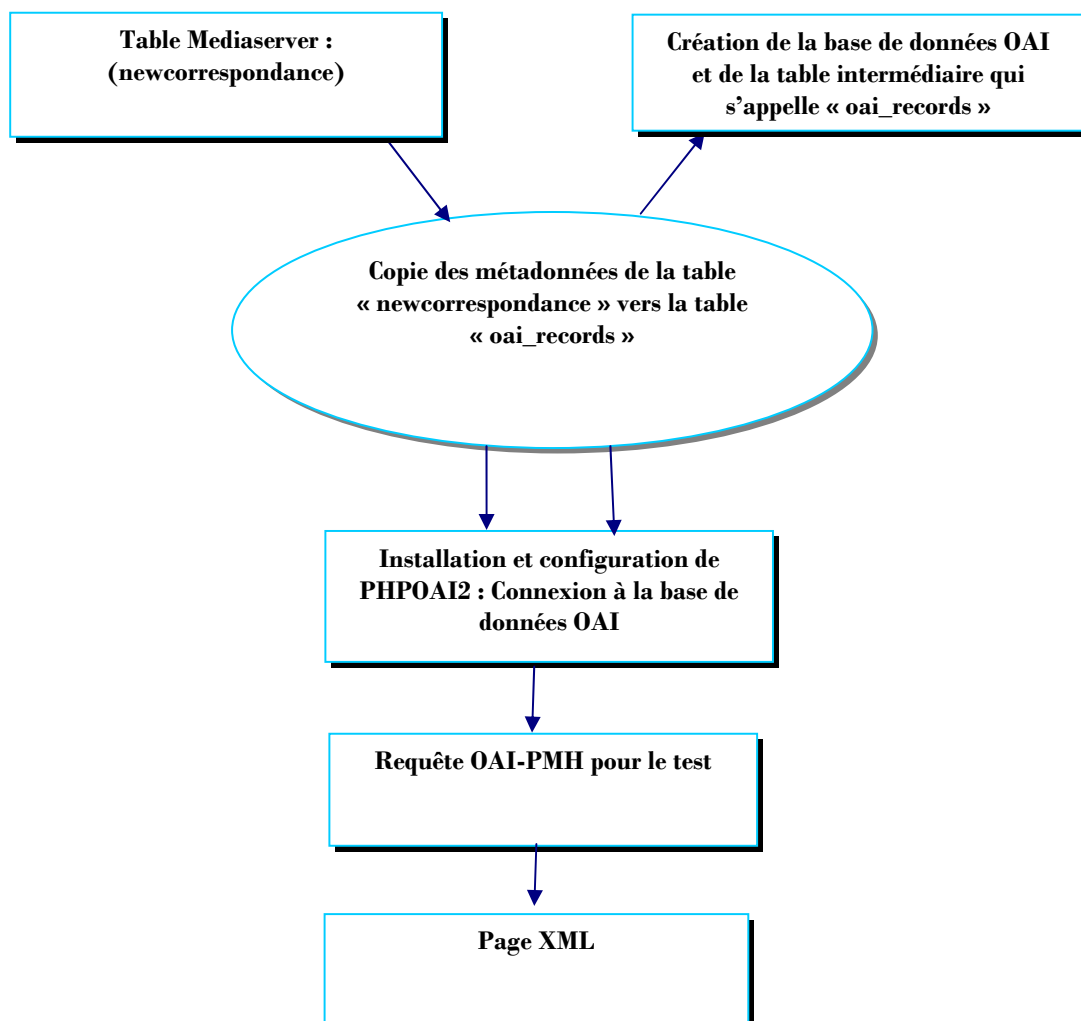 Table Mediaserver :
(newcorrespondance)
Création de la base de données OAI
et de la table intermédiaire qui
s’appelle « oai_records »
Copie des métadonnées de la table
« newcorrespondance » vers la table
« oai_records »
Installation et configuration de
PHPOAI2 : Connexion à la base de
données OAI
Requête OAI-PMH pour le test
Page XML